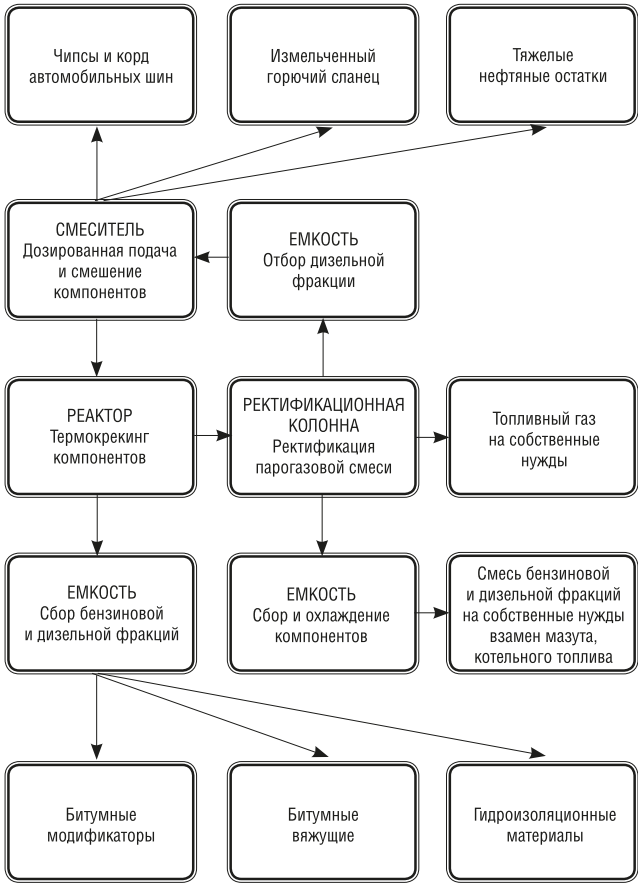 Чипсы и корд
автомобильных шин
Измельченный
горючий сланец
Тяжелые
нефтяные остатки
СМЕСИТЕЛЬ
Дозированная подача
и смешение
компонентов
ЕМКОСТЬ
Отбор дизельной
фракции
РЕАКТОР
Термокрекинг
компонентов
РЕКТИФИКАЦИОННАЯ
КОЛОННА
Ректификация
парогазовой смеси
Топливный газ
на собственные
нужды
ЕМКОСТЬ
Сбор бензиновой
и дизельной фракций
ЕМКОСТЬ
Сбор и охлаждение
компонентов
Смесь бензиновой
и дизельной фракций
на собственные нужды
взамен мазута,
котельного топлива
Битумные
модификаторы
Битумные
вяжущие
Гидроизоляционные
материалы